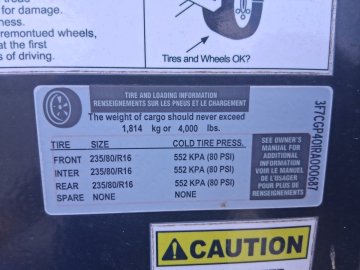 for damage.
ness.
remounted wheels,
at the first
s of driving.
Tires and Wheels OK?
TIRE AND LOADING INFORMATION
RENSEIGNEMENTS SUR LES PNEUS ET LE CHARGEMENT
The weight of cargo should never exceed
1,814 kg or 4,000 lbs.
TIRE SIZE COLD TIRE PRESS.
FRONT 235/80/R16 552 KPA (80 PSI)
INTER 235/80/R16 552 KPA (80 PSI)
REAR 235/80/R16 552 KPA (80 PSI)
SPARE NONE NONE
SEE OWNER'S
MANUAL FOR
ADDITIONAL
INFORMATION
VOIR LE MANUEL
DE L'USAGER
POUR PLUS DE
RENSEIGNEMENTS
CAUTION